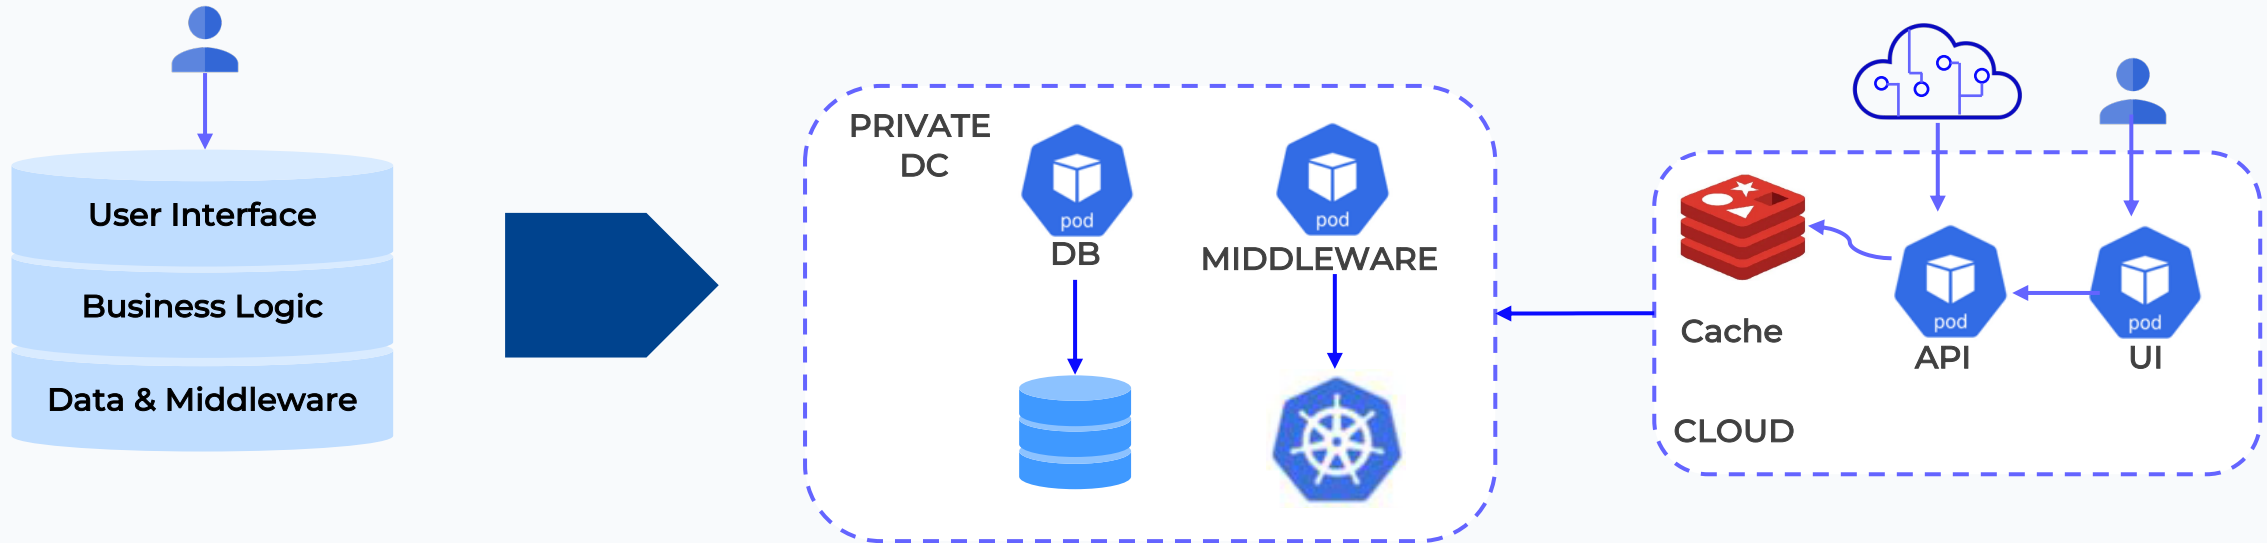 User Interface
Business Logic
Data & Middleware
PRIVATE
DC
pod
DB
pod
MIDDLEWARE
Cache
CLOUD
pod
API
pod
UI